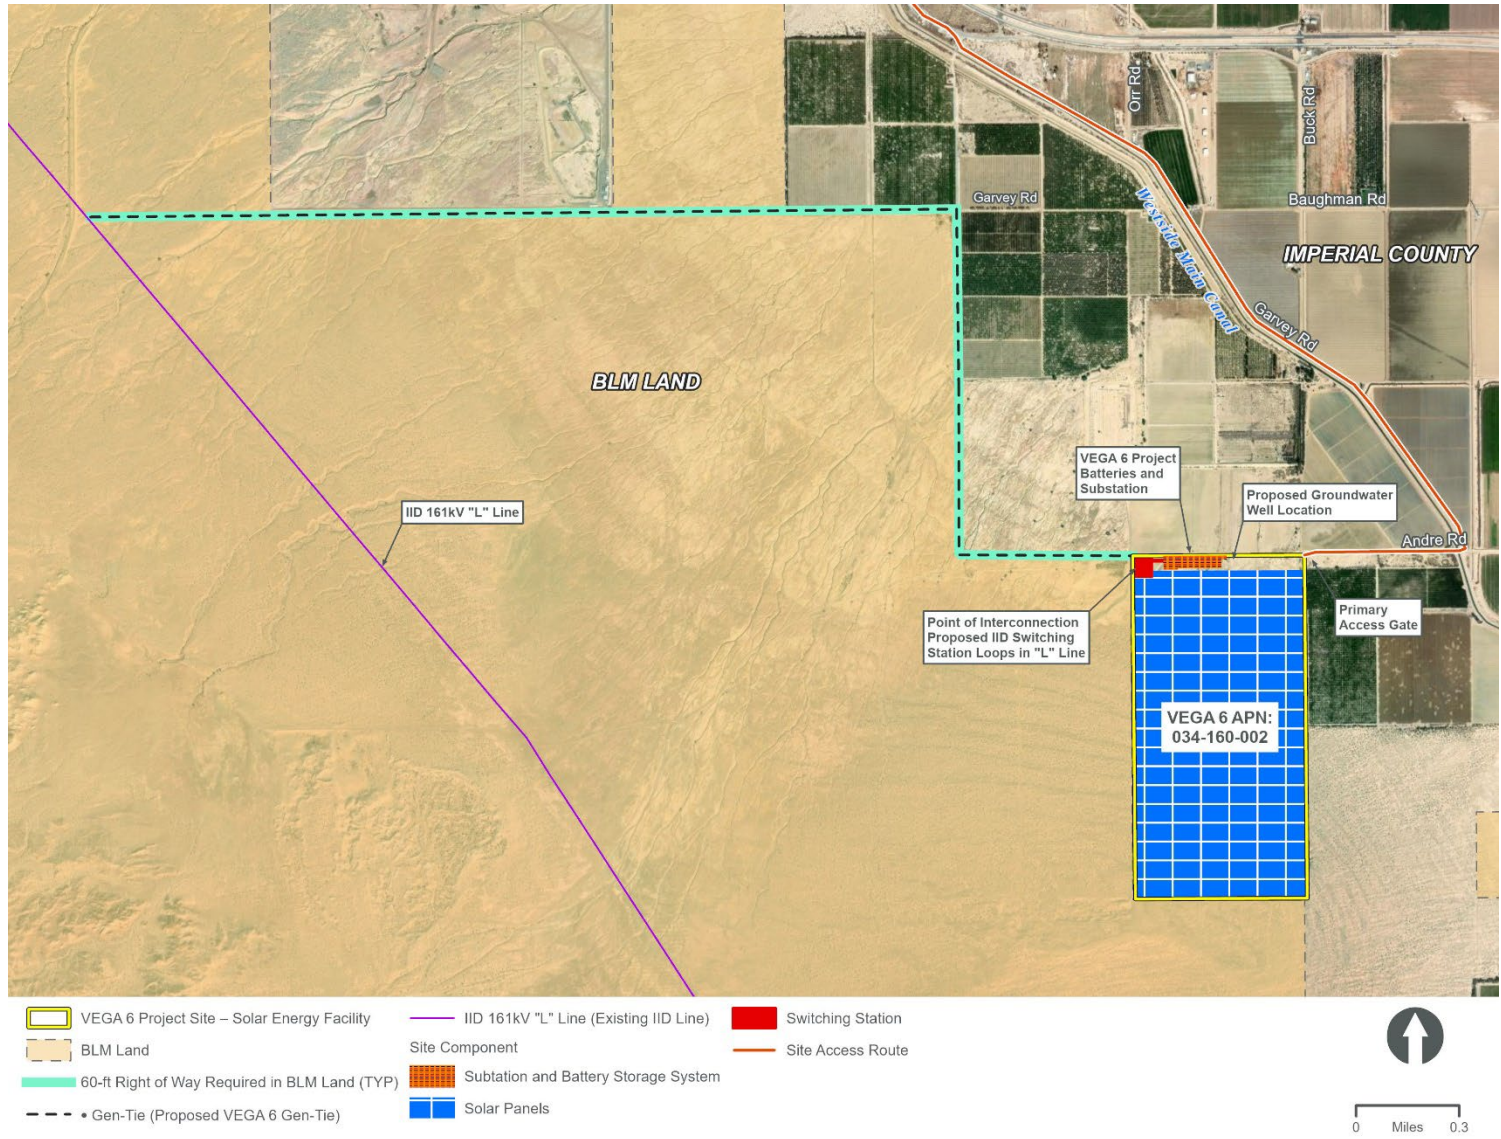 Orr Rd
Buck Rd
Garvey Rd
Baughman Rd
Westside Main Canal
IMPERIAL COUNTY
Garvey Rd
BLM LAND
VEGA 6 Project
Batteries and
Substation
Proposed Groundwater
Well Location
IID 161kV "L" Line
Andre Rd
Primary
Access Gate
Point of Interconnection
Proposed IID Switching
Station Loops in "L" Line
VEGA 6 APN:
034-160-002
VEGA 6 Project Site – Solar Energy Facility
BLM Land
60-ft Right of Way Required in BLM Land (TYP)
• Gen-Tie (Proposed VEGA 6 Gen-Tie)
IID 161kV "L" Line (Existing IID Line)
Site Component
Subtation and Battery Storage System
Solar Panels
Switching Station
Site Access Route
0 Miles 0.3